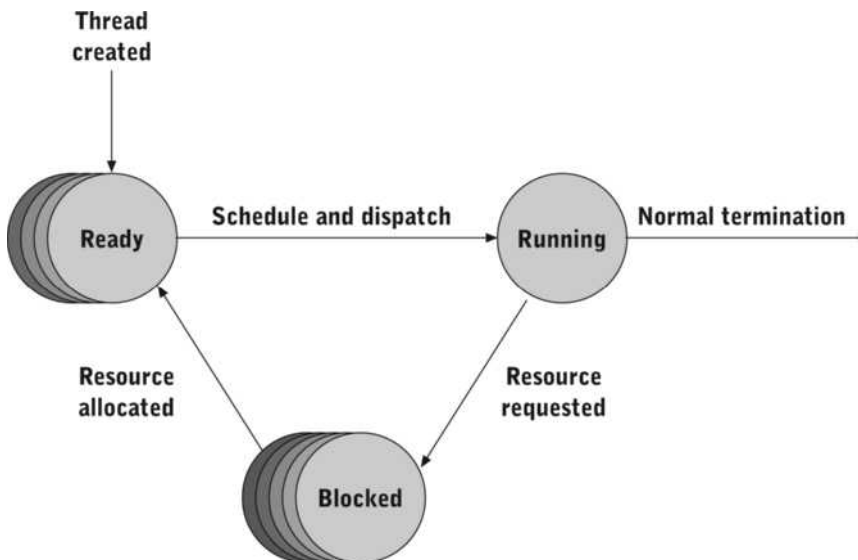 Thread
created
Ready
Schedule and dispatch
Running
Normal termination
Resource
allocated
Resource
requested
Blocked